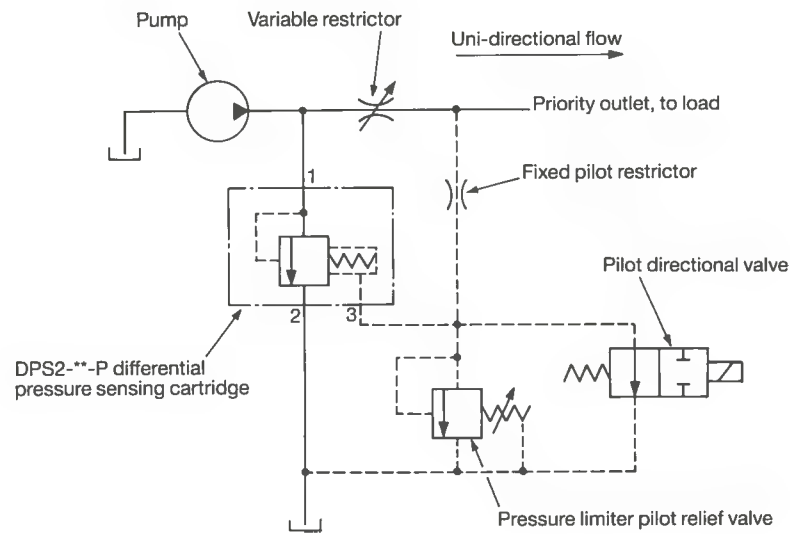 Pump
Variable restrictor
Uni-directional flow
Priority outlet, to load
1
Fixed pilot restrictor
Pilot directional valve
2
3
DPS2-**-P differential
pressure sensing cartridge
Pressure limiter pilot relief valve